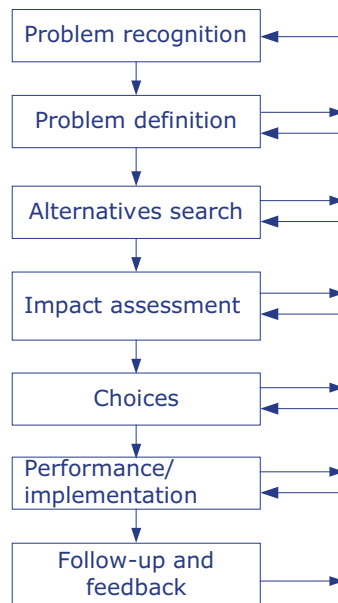 Problem recognition
Problem definition
Alternatives search
Impact assessment
Choices
Performance/
implementation
Follow-up and
feedback